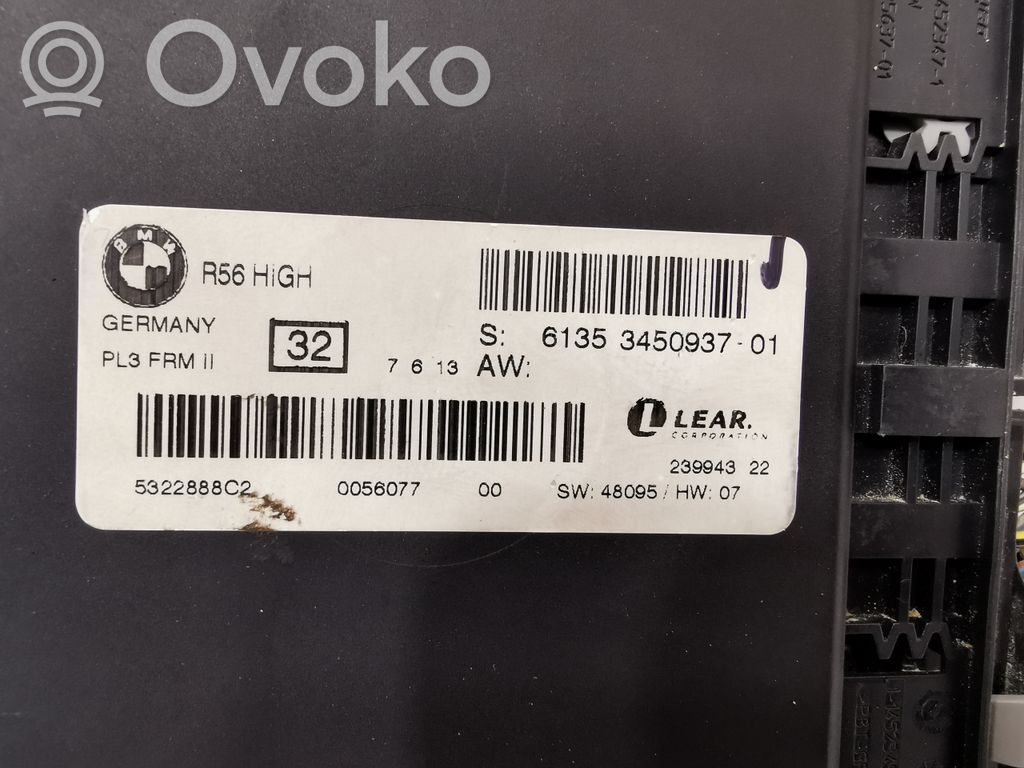 Ovoko
BMW
R56 HiGH
GERMANY
PL3 FRM II
32
7 6 13
S: 6135 3450937-01
AW:
LEAR.
CORPORATION
239943 22
5322888C2 0056077 00 SW: 48095 / HW: 07